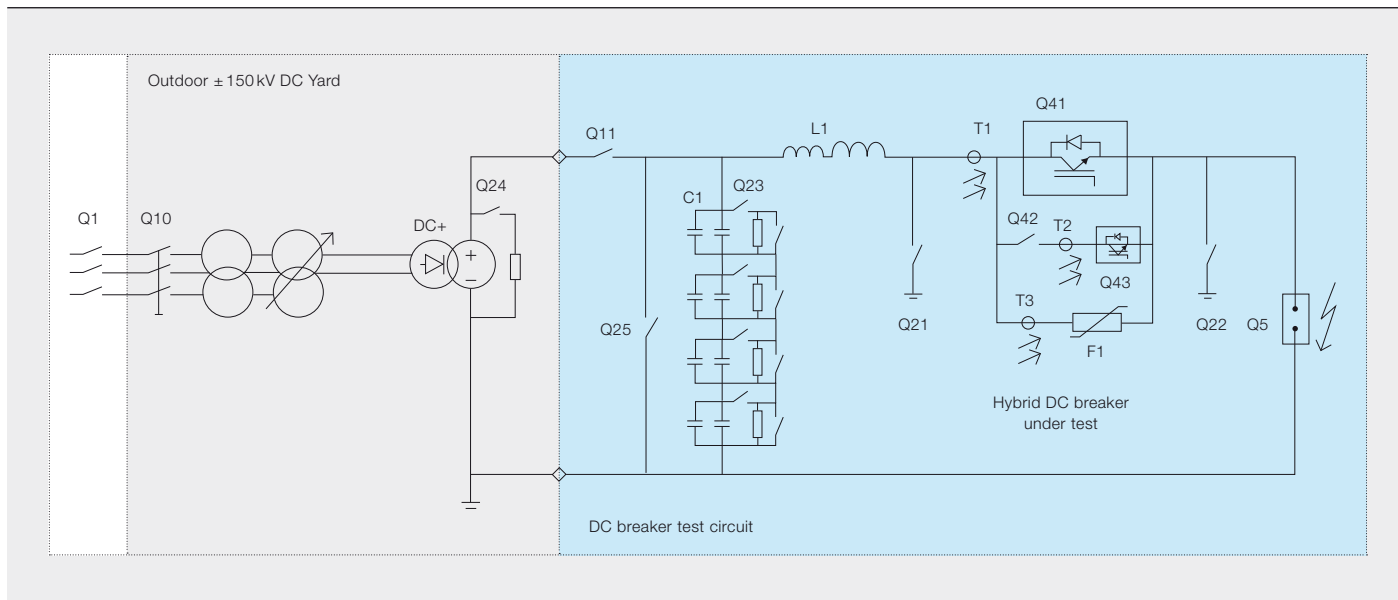 Outdoor ± 150 kV DC Yard
Q41
Q11
L1
T1
Q24
C1
Q23
Q1
Q10
DC+
+
−
Q42
T2
Q43
Q25
T3
Q21
Q22
Q5
F1
Hybrid DC breaker
under test
DC breaker test circuit